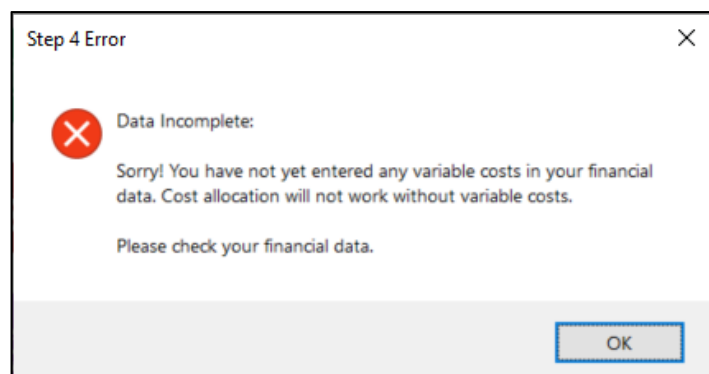 Step 4 Error
Data Incomplete:
Sorry! You have not yet entered any variable costs in your financial
data. Cost allocation will not work without variable costs.
Please check your financial data.
OK